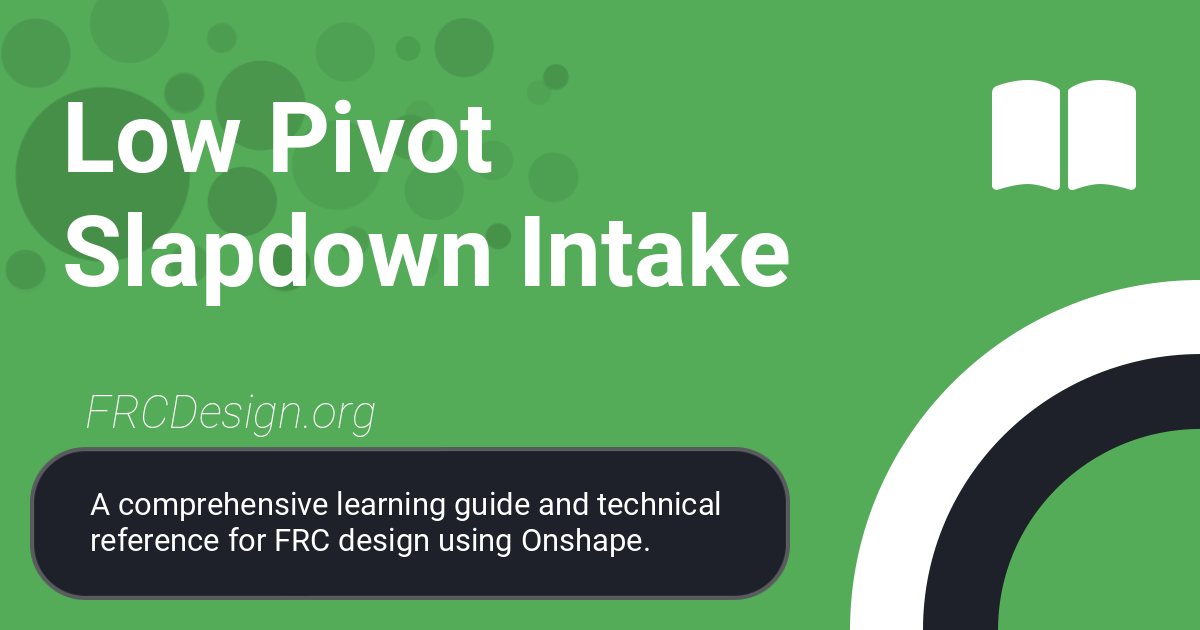 Low Pivot
Slapdown Intake
FRCDesign.org
A comprehensive learning guide and technical
reference for FRC design using Onshape.